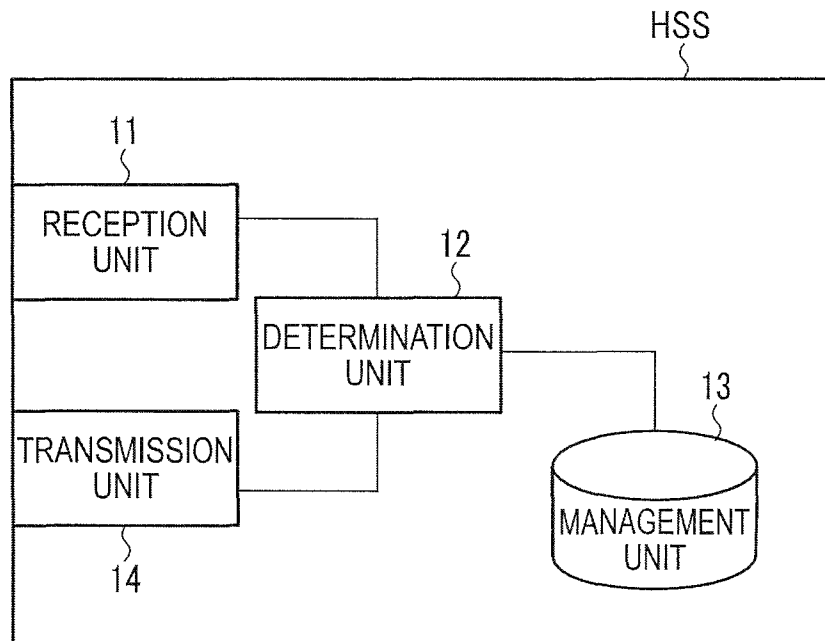 HSS
11
RECEPTION
UNIT
12
DETERMINATION
UNIT
13
MANAGEMENT
UNIT
TRANSMISSION
UNIT
14